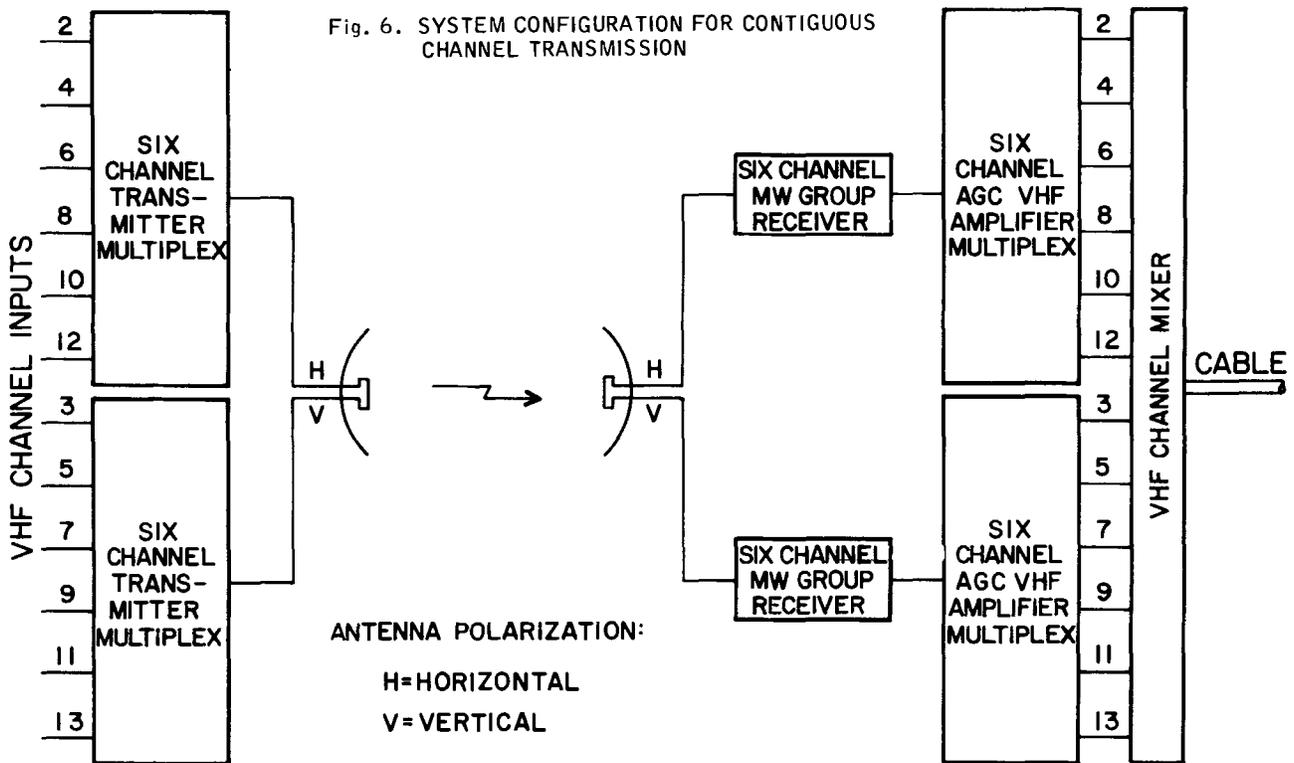 Fig. 6. SYSTEM CONFIGURATION FOR CONTIGUOUS
CHANNEL TRANSMISSION
VHF CHANNEL INPUTS
2
4
6
8
10
12
SIX
CHANNEL
TRANS-
MITTER
MULTIPLEX
3
5
7
9
11
13
SIX
CHANNEL
TRANS-
MITTER
MULTIPLEX
H
V
H
V
SIX CHANNEL
MW GROUP
RECEIVER
SIX CHANNEL
MW GROUP
RECEIVER
SIX
CHANNEL
AGC VHF
AMPLIFIER
MULTIPLEX
2
4
6
8
10
12
SIX
CHANNEL
AGC VHF
AMPLIFIER
MULTIPLEX
3
5
7
9
11
13
VHF CHANNEL MIXER
CABLE
ANTENNA POLARIZATION:
H=HORIZONTAL
V=VERTICAL